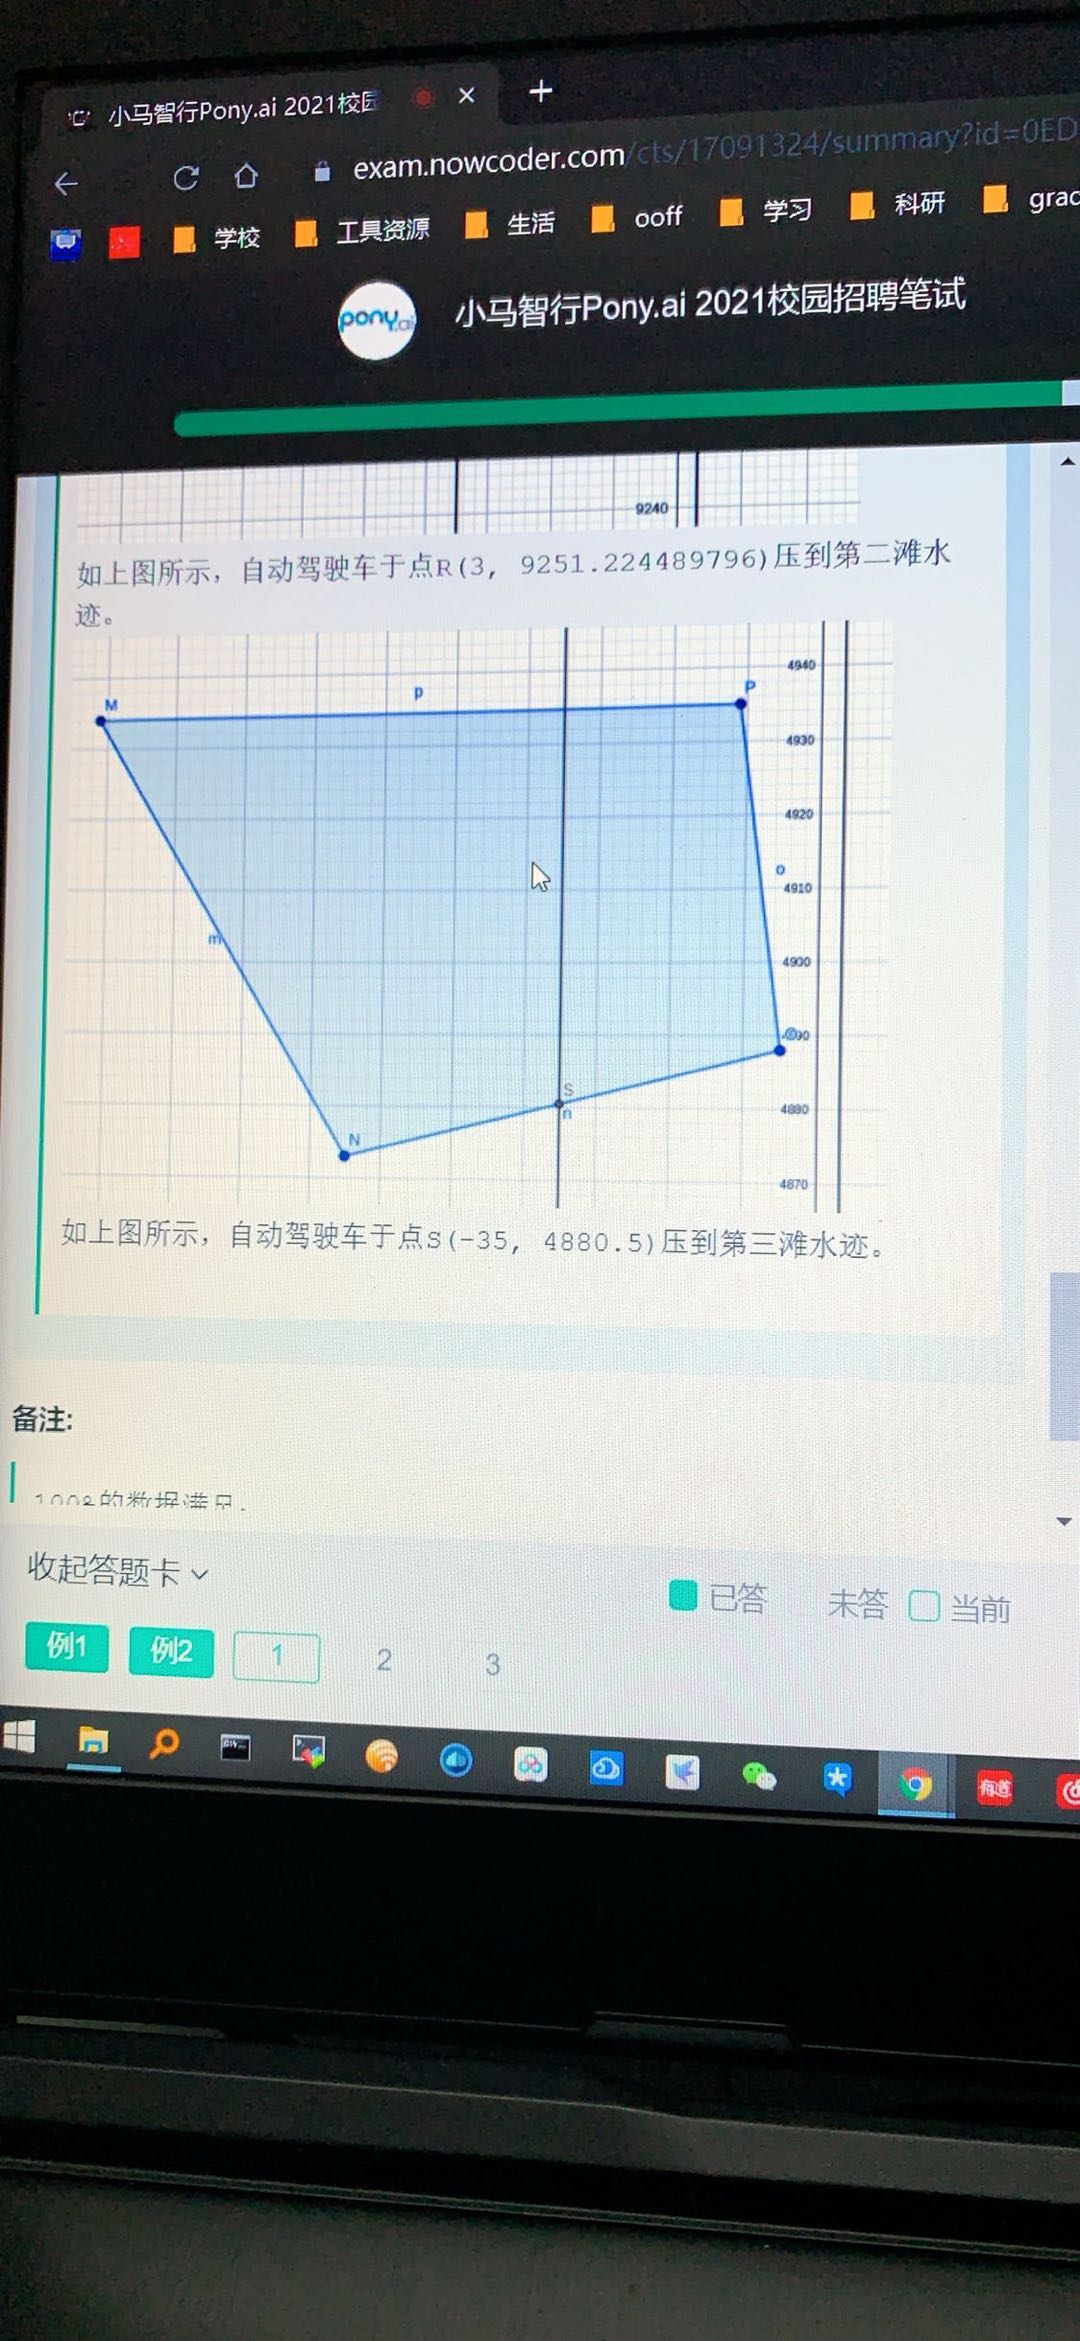 小马智行Pony.ai 2021校园
exam.nowcoder.com/cts/17091324/summary?id=0ED
学校 工具资源 生活 ooff 学习 科研 grad
pony.ai 小马智行Pony.ai 2021校园招聘笔试
9240
如上图所示，自动驾驶车于点R(3, 9251.224489796)压到第二滩水
迹。
4940
M p P
4930
4920
o
4910
m
4900
S
4880
n
N
4870
如上图所示，自动驾驶车于点S(-35, 4880.5)压到第三滩水迹。
备注:
收起答题卡
已答 未答 当前
例1 例2 1 2 3
有道